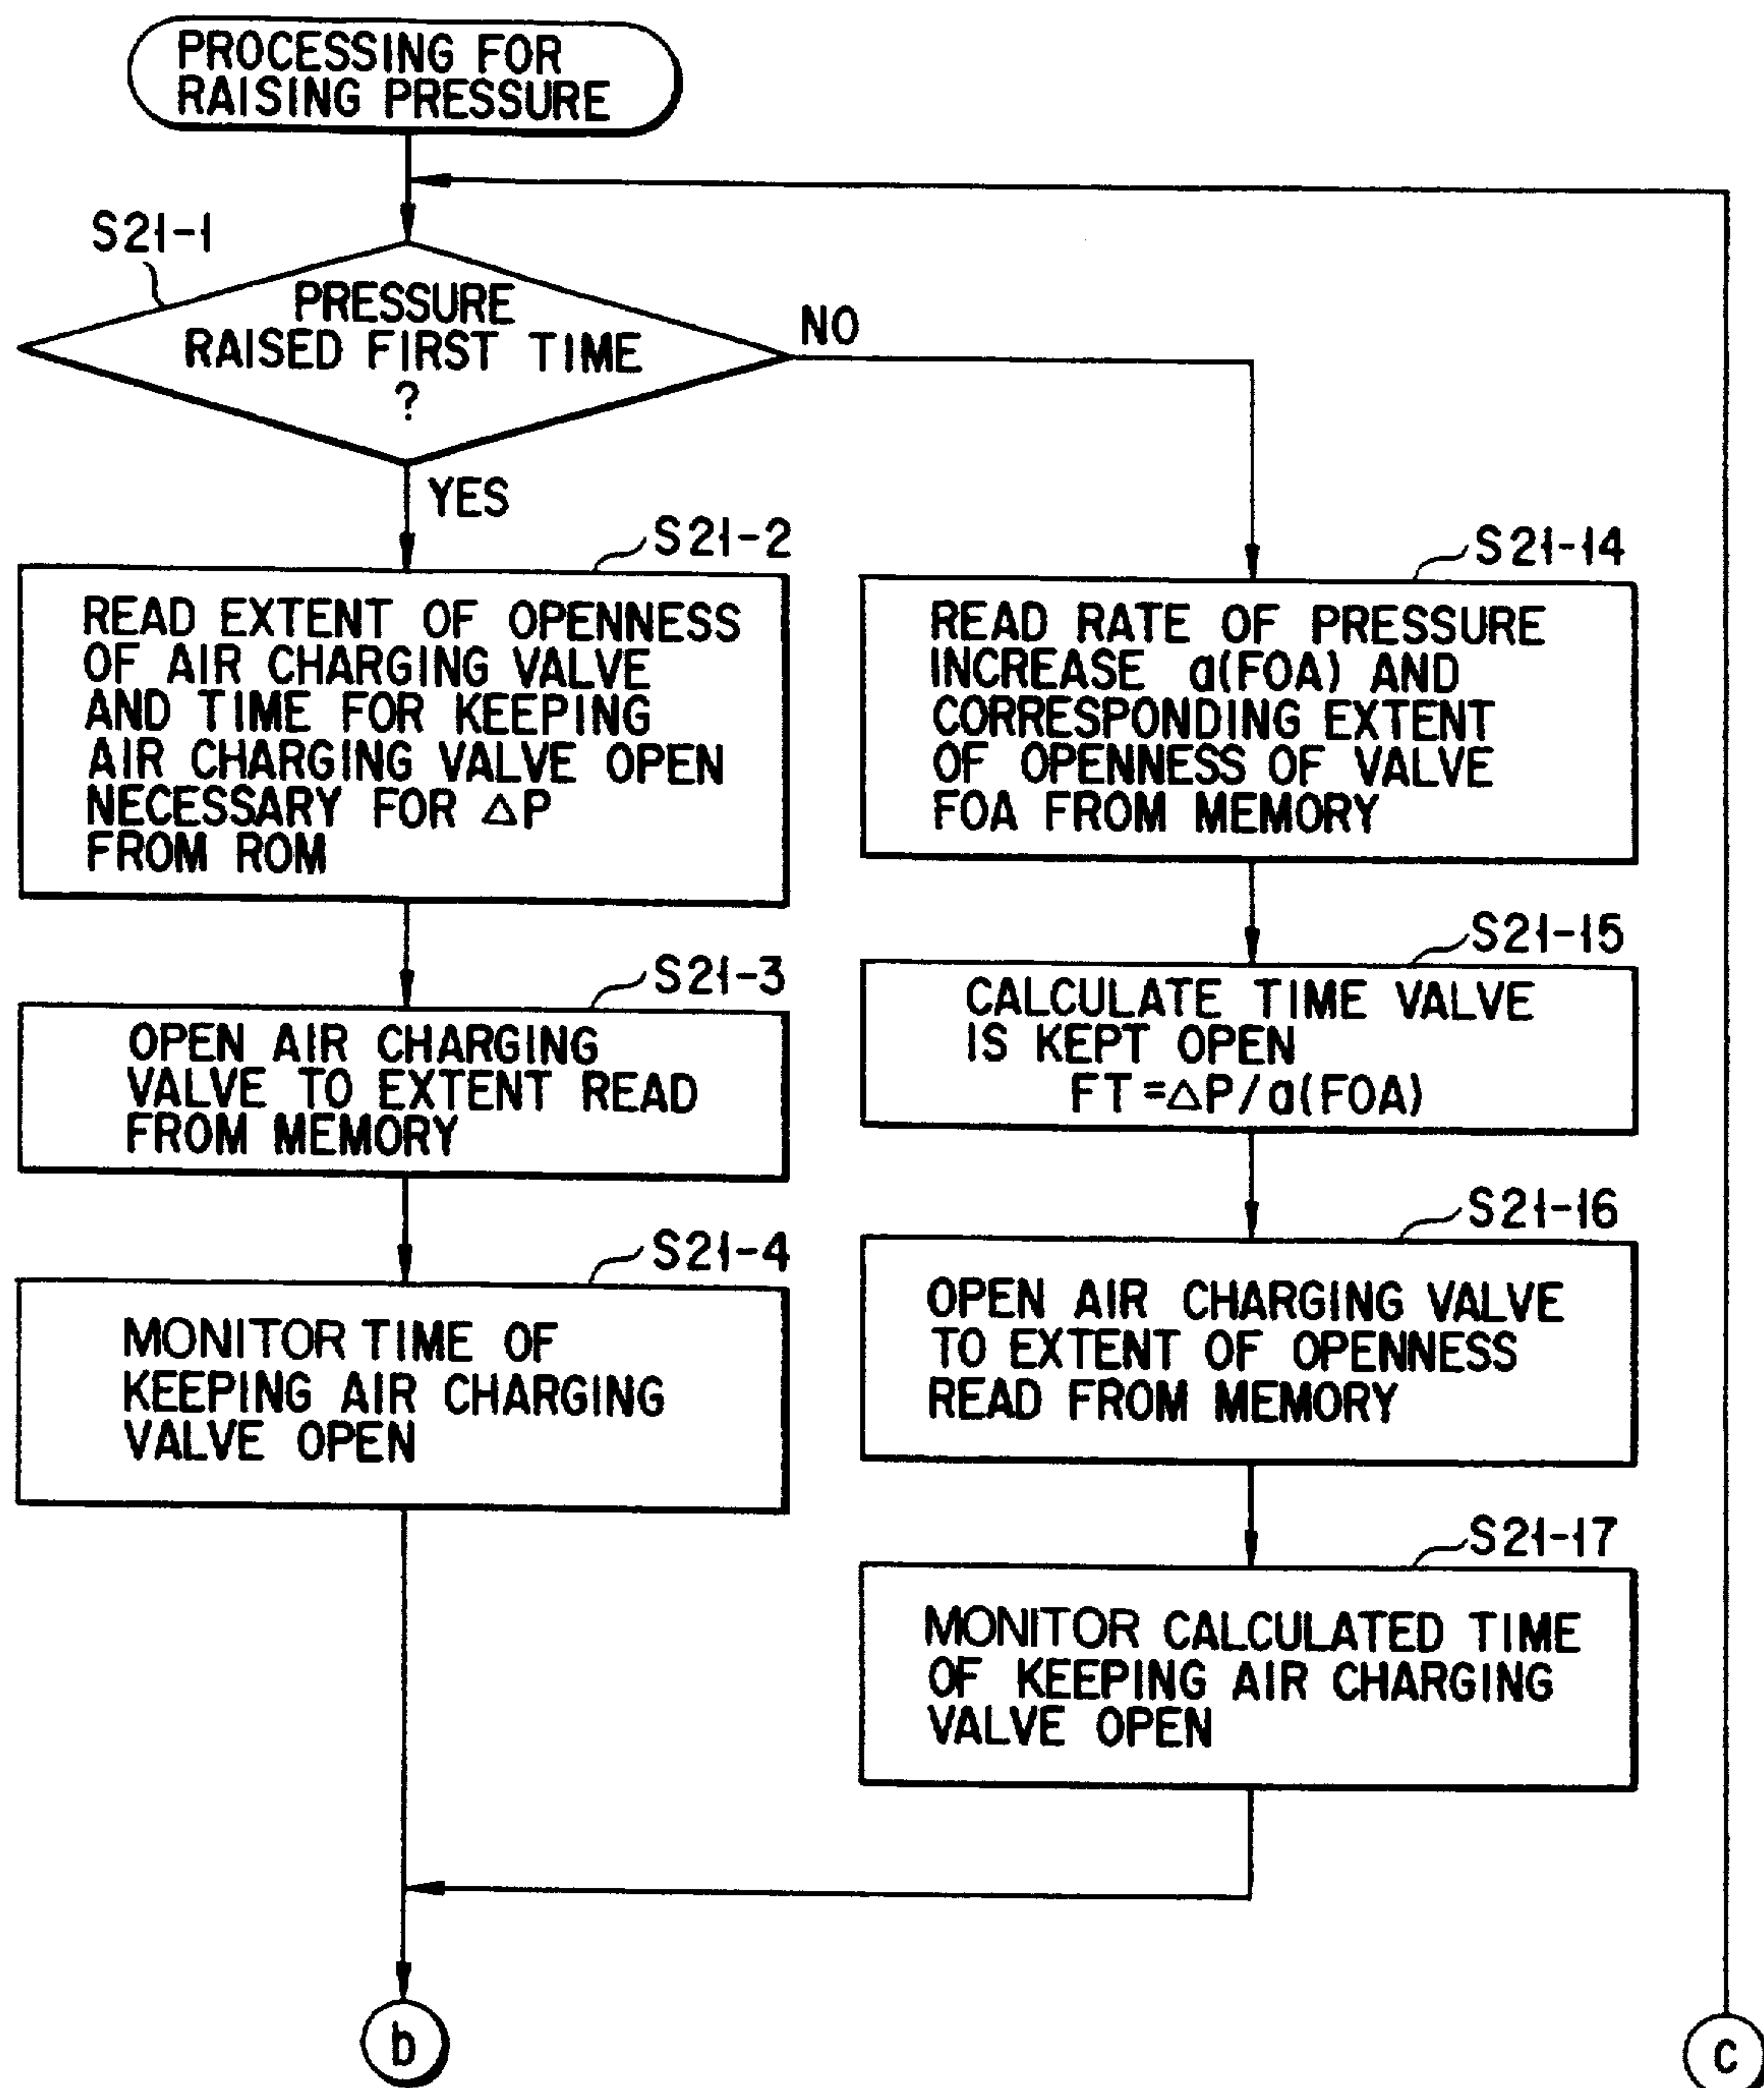 PROCESSING FOR
RAISING PRESSURE
S21-1
PRESSURE
RAISED FIRST TIME
?
NO
YES
S21-2
READ EXTENT OF OPENNESS
OF AIR CHARGING VALVE
AND TIME FOR KEEPING
AIR CHARGING VALVE OPEN
NECESSARY FOR △P
FROM ROM
S21-3
OPEN AIR CHARGING
VALVE TO EXTENT READ
FROM MEMORY
S21-4
MONITOR TIME OF
KEEPING AIR CHARGING
VALVE OPEN
S21-14
READ RATE OF PRESSURE
INCREASE a(FOA) AND
CORRESPONDING EXTENT
OF OPENNESS OF VALVE
FOA FROM MEMORY
S21-15
CALCULATE TIME VALVE
IS KEPT OPEN
FT=△P/a(FOA)
S21-16
OPEN AIR CHARGING VALVE
TO EXTENT OF OPENNESS
READ FROM MEMORY
S21-17
MONITOR CALCULATED TIME
OF KEEPING AIR CHARGING
VALVE OPEN
b
c